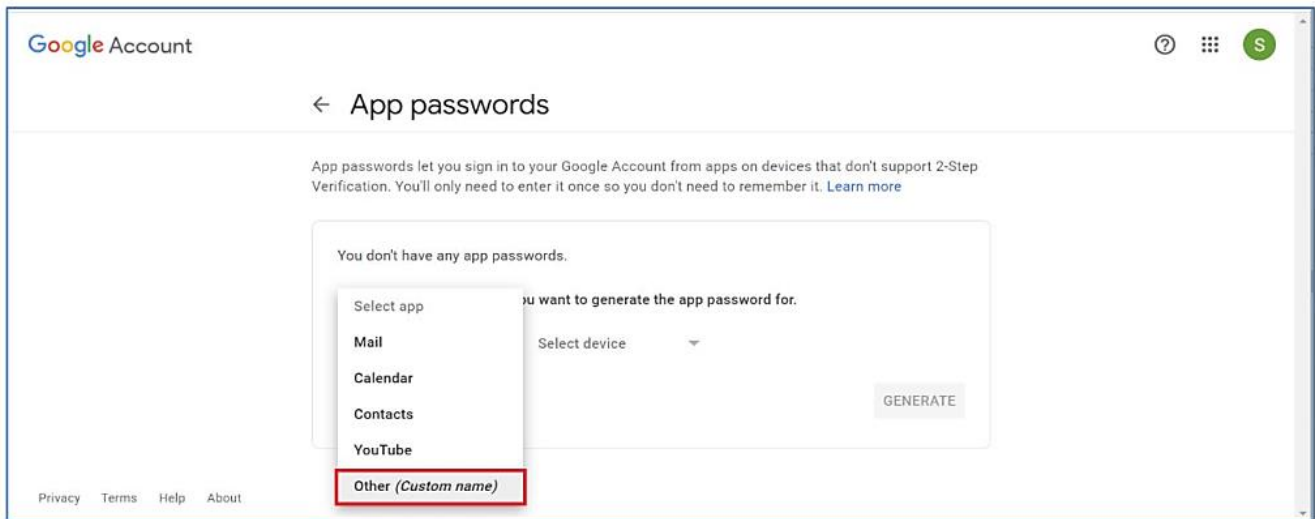 Google Account
S
App passwords
App passwords let you sign in to your Google Account from apps on devices that don't support 2-Step
Verification. You'll only need to enter it once so you don't need to remember it. Learn more
You don't have any app passwords.
u want to generate the app password for.
Select app
Mail
Select device
Calendar
Contacts
GENERATE
YouTube
Other (Custom name)
Privacy Terms Help About